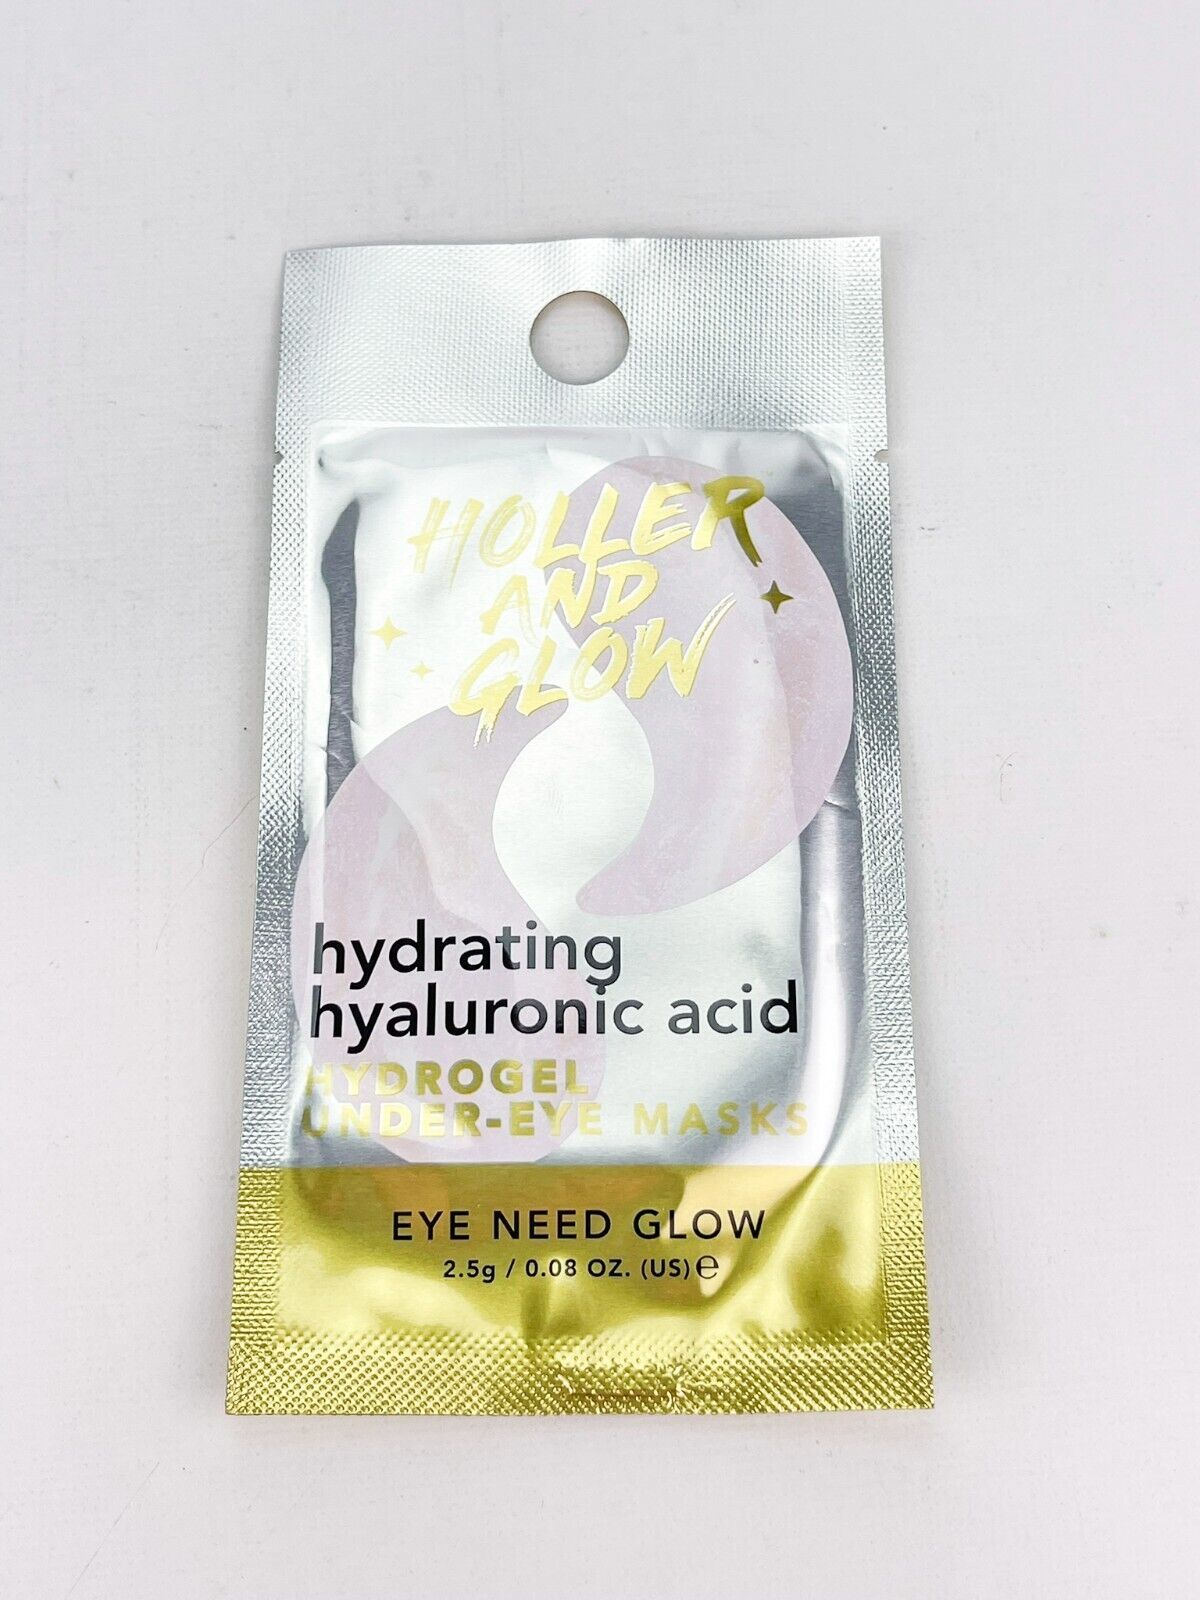 HOLLER
AND
GLOW
hydrating
hyaluronic acid
HYDROGEL
UNDER-EYE MASKS
EYE NEED GLOW
2.5g / 0.08 OZ. (US) ℮